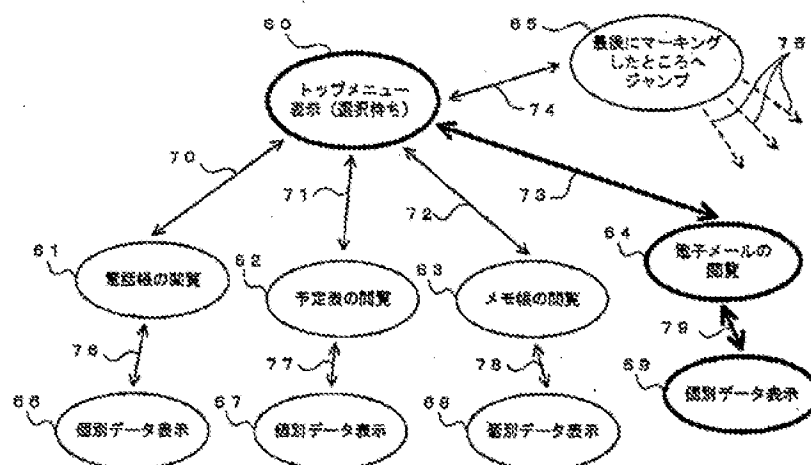 60
トップメニュー
表示（選択待ち）
65
最後にマーキング
したところへ
ジャンプ
75
74
70
71
72
73
61
電話帳の閲覧
62
予定表の閲覧
63
メモ帳の閲覧
64
電子メールの
閲覧
76
77
78
79
66
個別データ表示
67
個別データ表示
68
個別データ表示
69
個別データ表示